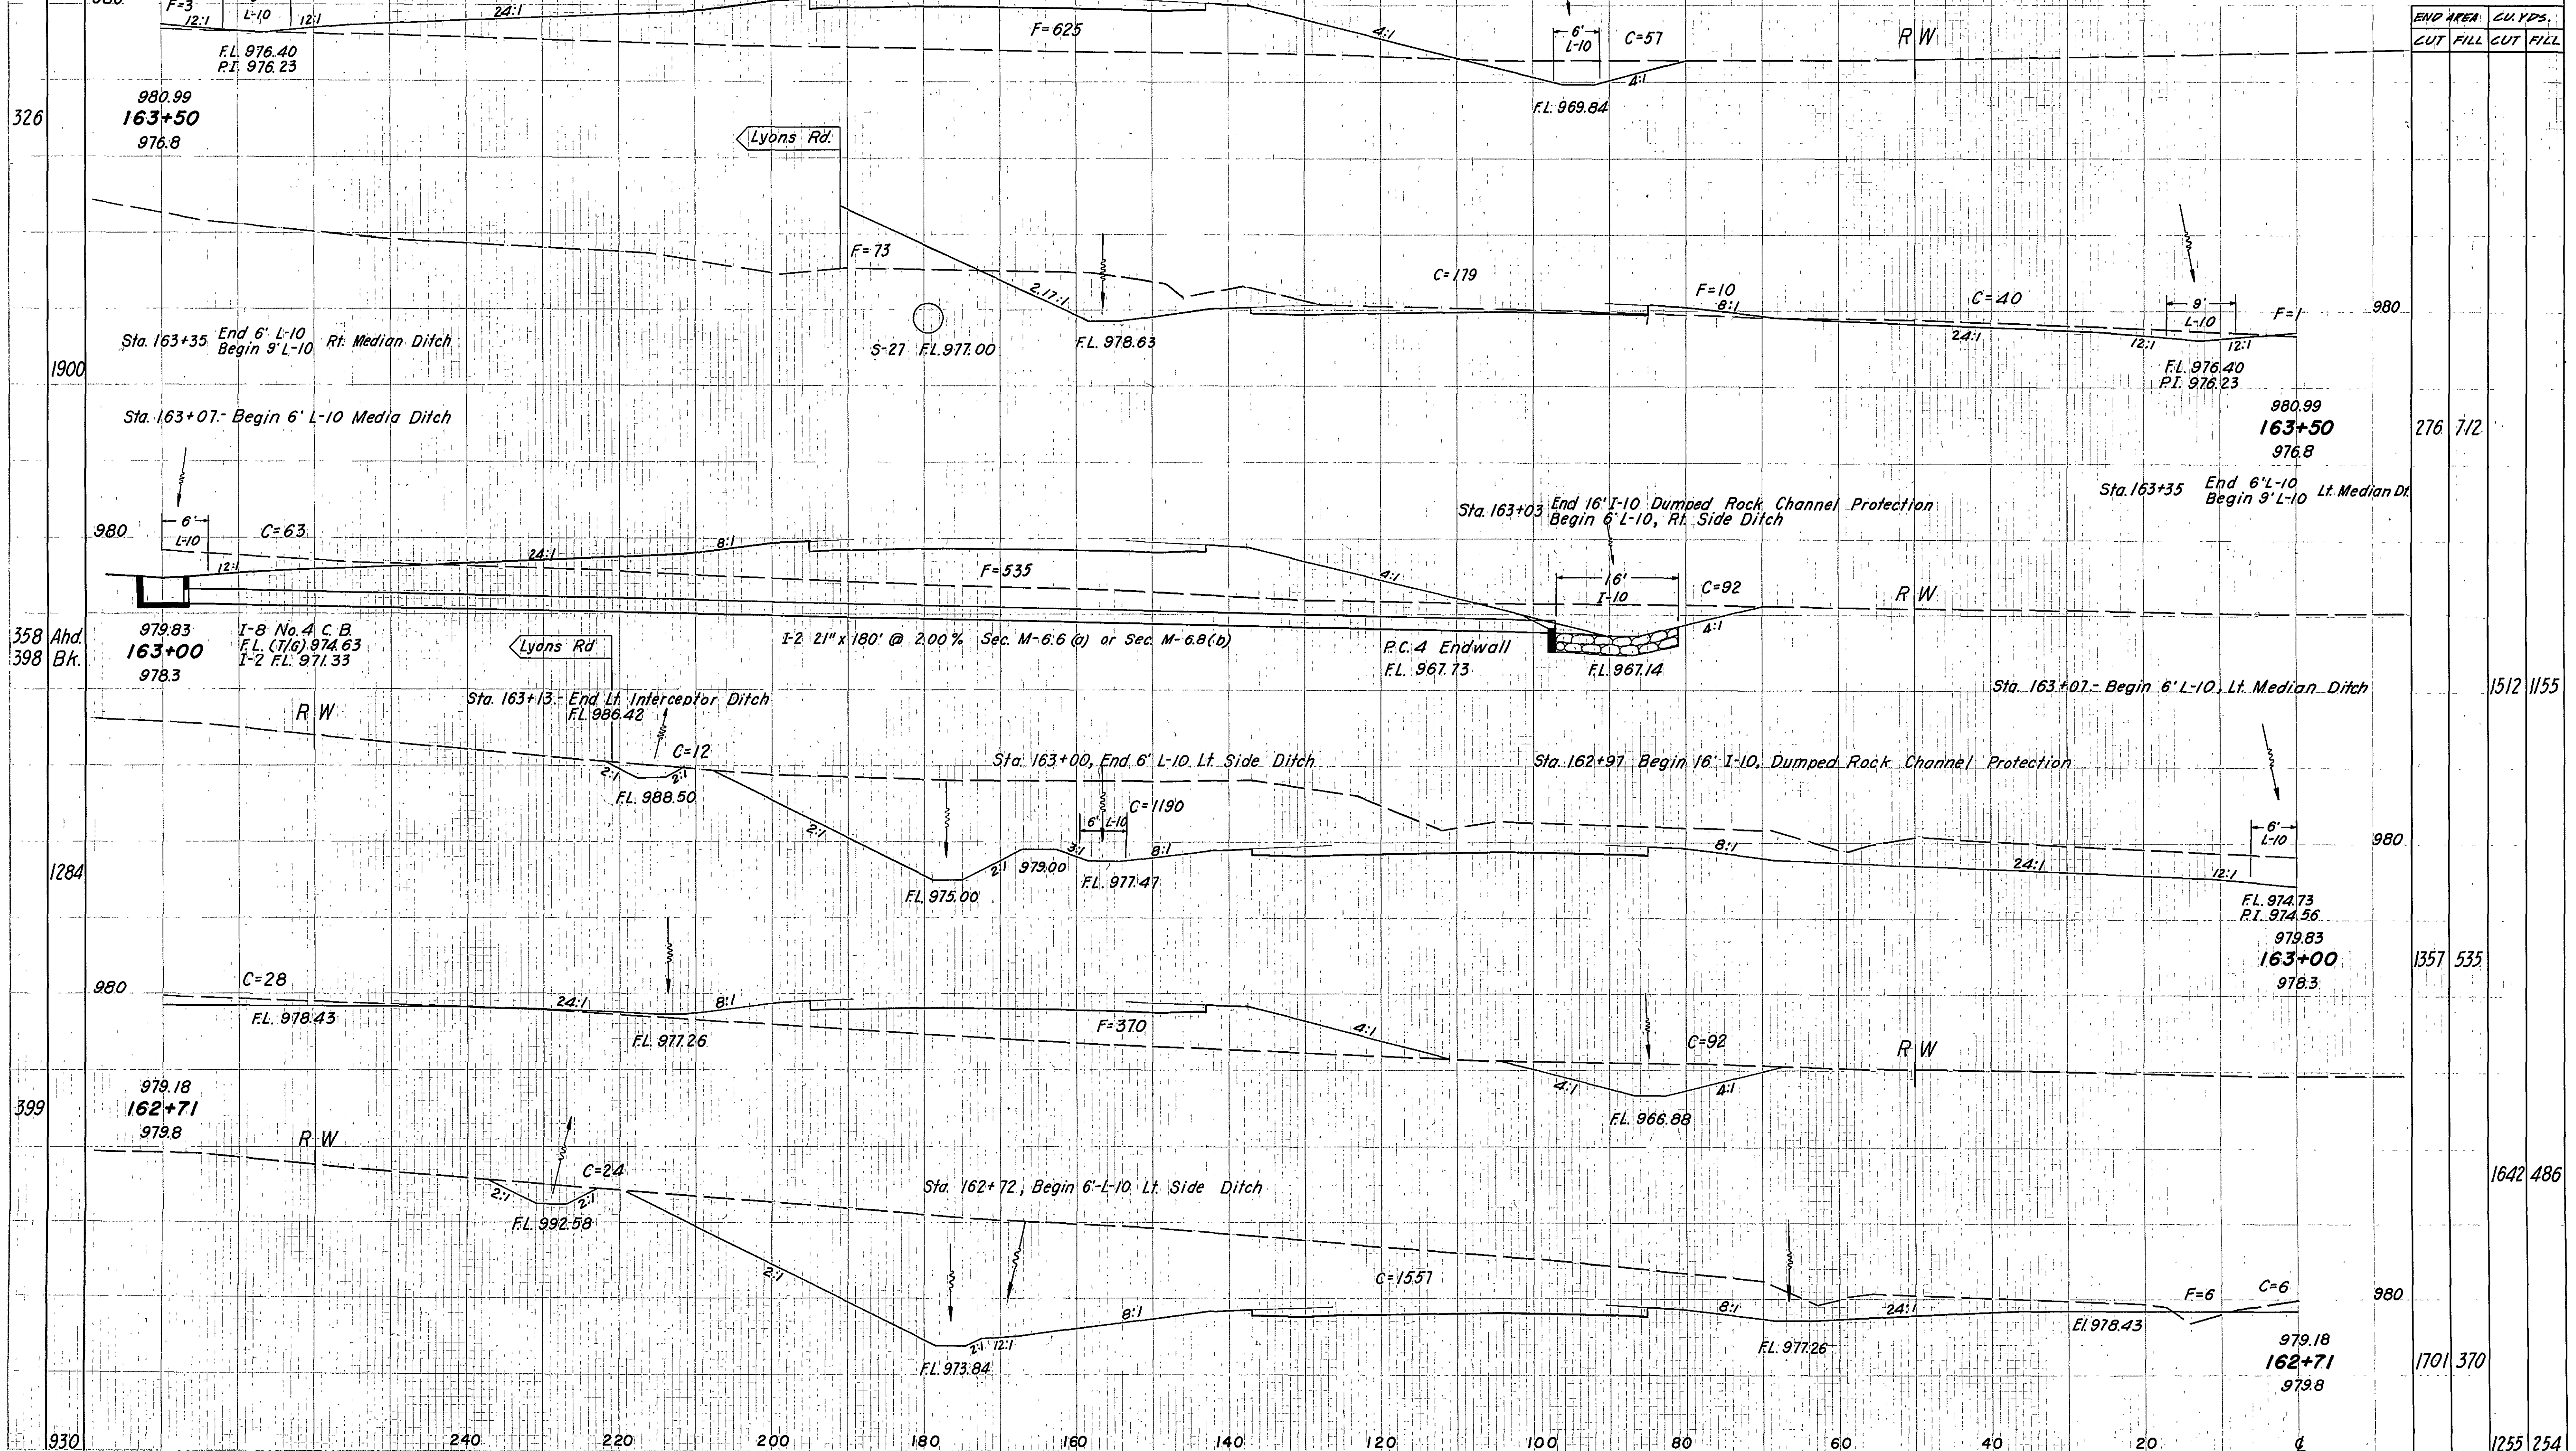 END AREA CU. YDS.
CUT FILL CUT FILL
980 F=3 12:1 L-10 12:1 24:1 F=625 4:1 6' L-10 C=57 4:1 R W
F.L. 976.40
P.I. 976.23
F.L. 969.84
326
980.99
163+50
976.8
Lyons Rd.
F=73 2.17:1 C=179 F=10 8:1 C=40 24:1 9' L-10 12:1 12:1 F=1 980
Sta. 163+35 End 6' L-10
Begin 9' L-10 Rt. Median Ditch
S-27 F.L. 977.00
F.L. 978.63
F.L. 976.40
P.I. 976.23
1900
980.99
163+50
976.8
276 712
Sta. 163+07.- Begin 6' L-10 Media Ditch
Sta. 163+03 End 16' I-10 Dumped Rock Channel Protection
Begin 6' L-10, Rt. Side Ditch
Sta. 163+35 End 6' L-10
Begin 9' L-10 Lt. Median Dt.
980 6' L-10 C=63 12:1 24:1 8:1 F=535 4:1 16' I-10 C=92 4:1 R W
358 Ahd.
398 Bk.
979.83
163+00
978.3
I-8 No. 4 C.B.
F.L. (T/G) 974.63
I-2 F.L. 971.33
Lyons Rd
I-2 21" x 180' @ 2.00% Sec. M-6.6 (a) or Sec. M-6.8(b)
P.C. 4 Endwall
F.L. 967.73
F.L. 967.14
Sta. 163+07.- Begin 6' L-10, Lt. Median Ditch
1512 1155
R W
Sta. 163+13.- End Lt. Interceptor Ditch
F.L. 986.42
2:1 C=12 2:1
F.L. 988.50
Sta. 163+00, End 6' L-10 Lt. Side Ditch
Sta. 162+97 Begin 16' I-10, Dumped Rock Channel Protection
2:1 2:1 979.00 3:1 6' L-10 C=1190 8:1 8:1 24:1 12:1 6' L-10 980
F.L. 975.00
F.L. 977.47
F.L. 974.73
P.I. 974.56
1284
979.83
163+00
978.3
1357 535
980 C=28 24:1 8:1 F=370 4:1 4:1 C=92 4:1 R W
F.L. 978.43
F.L. 977.26
F.L. 966.88
399
979.18
162+71
979.8
R W
2:1 C=24 2:1
F.L. 992.58
Sta. 162+72, Begin 6'-L-10 Lt. Side Ditch
1642 486
2:1 2:1 12:1 8:1 C=1557 8:1 24:1 F=6 C=6 980
F.L. 973.84
F.L. 977.26
El. 978.43
979.18
162+71
979.8
1701 370
930 240 220 200 180 160 140 120 100 80 60 40 20 ℄ 1255 254